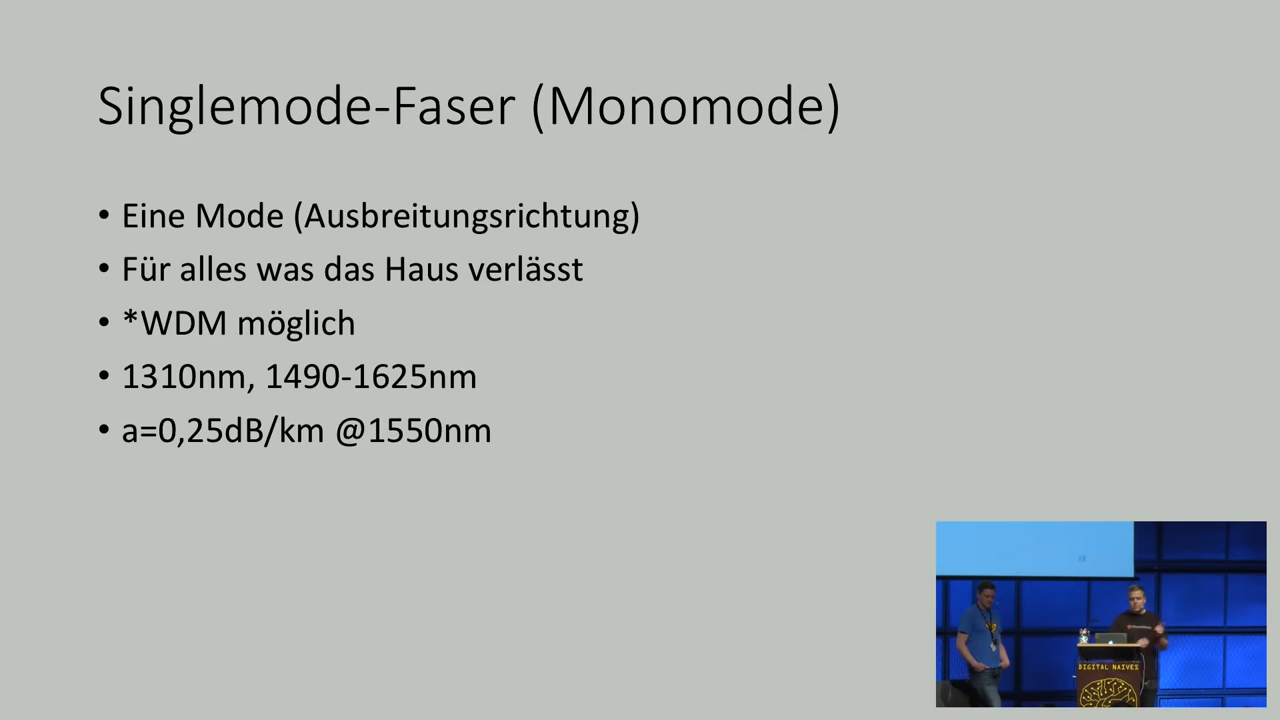 Singlemode-Faser (Monomode)
• Eine Mode (Ausbreitungsrichtung)
• Für alles was das Haus verlässt
• *WDM möglich
• 1310nm, 1490-1625nm
• a=0,25dB/km @1550nm
DIGITAL NAIVES